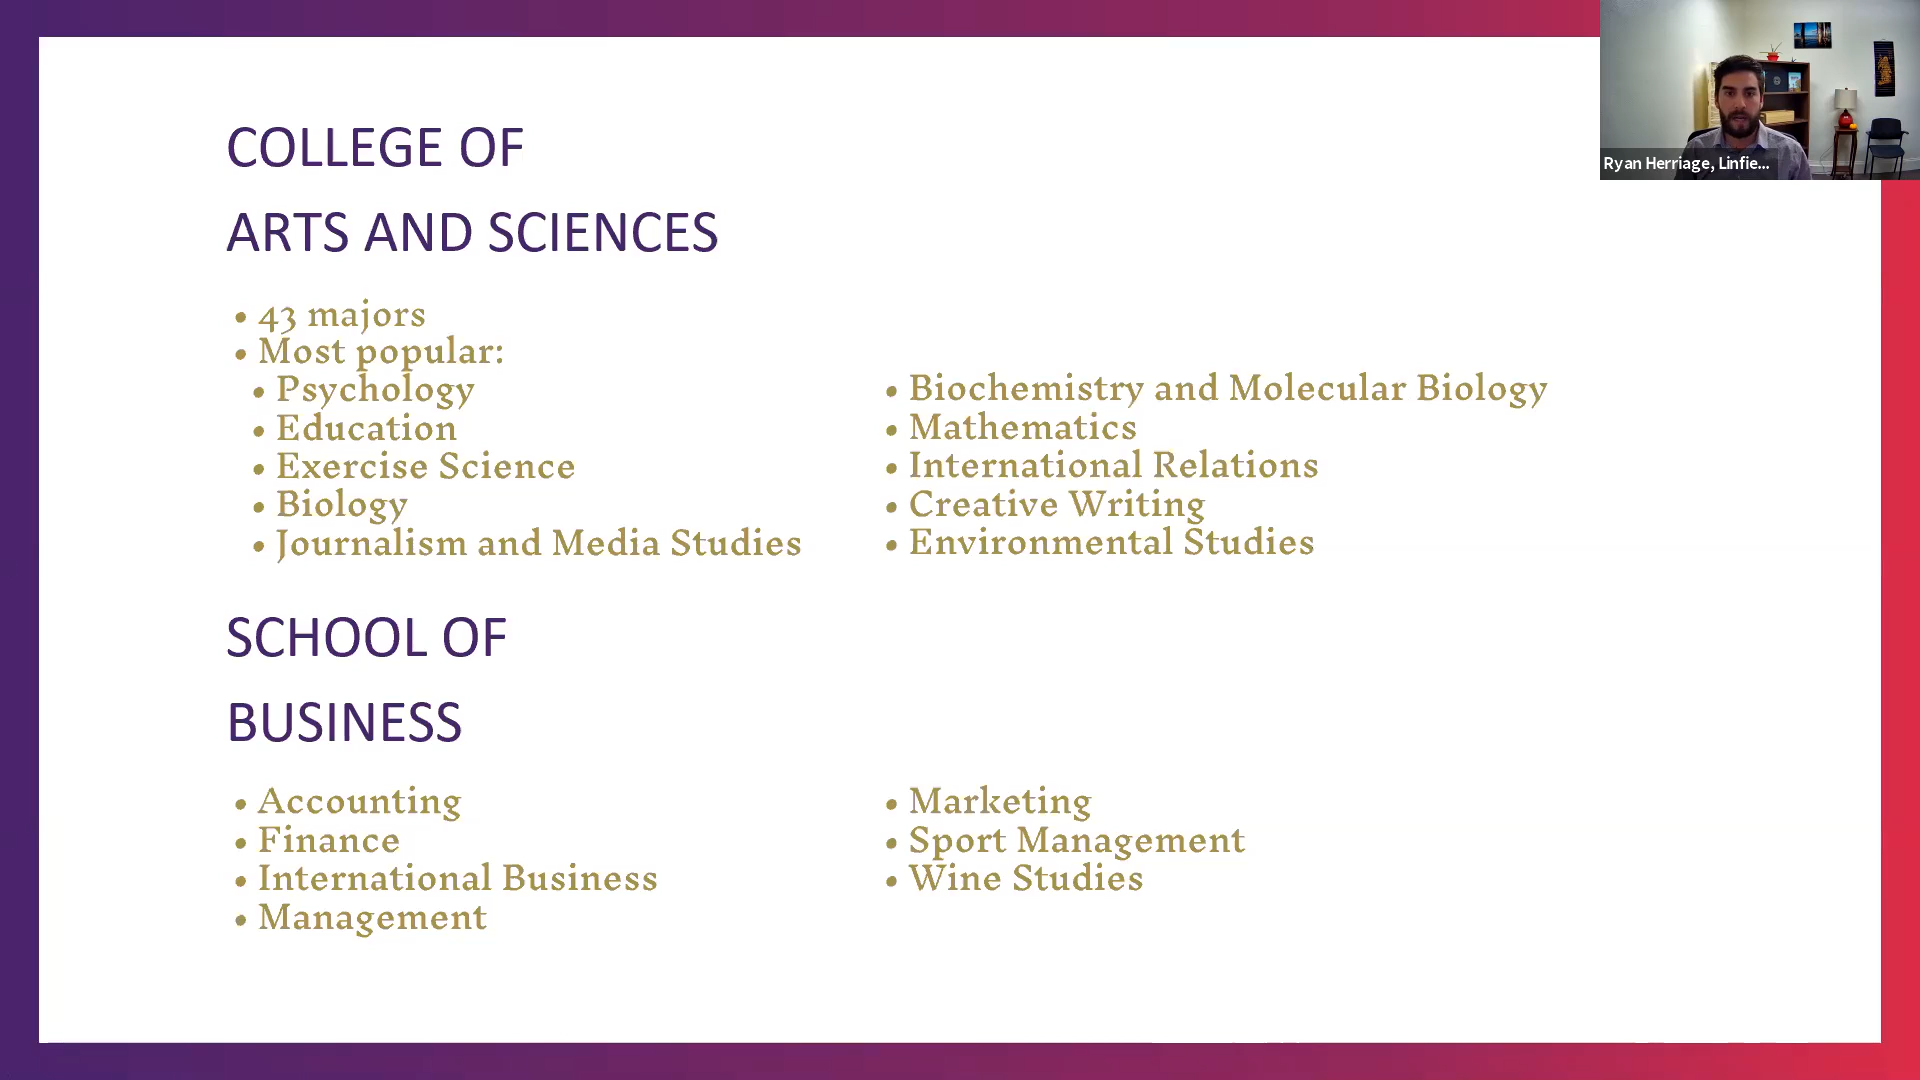 COLLEGE OF
ARTS AND SCIENCES
• 43 majors
• Most popular:
• Psychology
• Education
• Exercise Science
• Biology
• Journalism and Media Studies
• Biochemistry and Molecular Biology
• Mathematics
• International Relations
• Creative Writing
• Environmental Studies
SCHOOL OF
BUSINESS
• Accounting
• Finance
• International Business
• Management
• Marketing
• Sport Management
• Wine Studies
Ryan Herriage, Linfie...